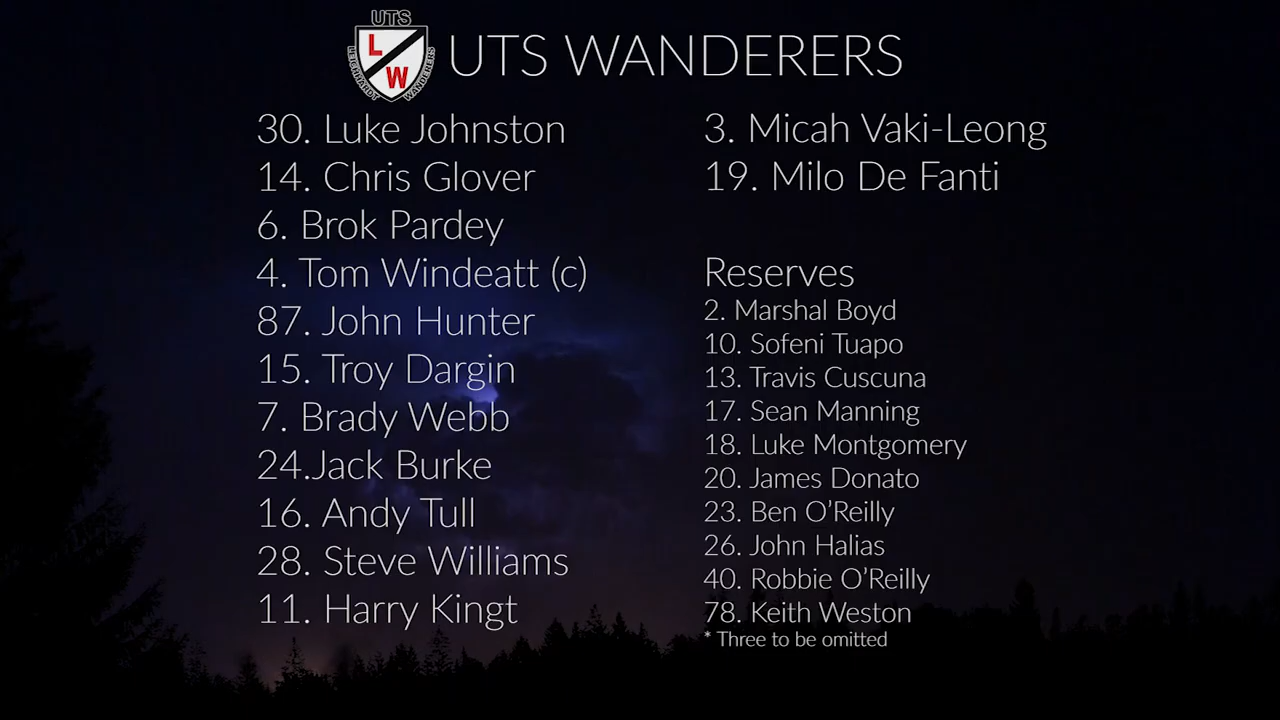 UTS
L
W
LEICHHARDT
WANDERERS
UTS WANDERERS
30. Luke Johnston
14. Chris Glover
6. Brok Pardey
4. Tom Windeatt (c)
87. John Hunter
15. Troy Dargin
7. Brady Webb
24.Jack Burke
16. Andy Tull
28. Steve Williams
11. Harry Kingt
3. Micah Vaki-Leong
19. Milo De Fanti
Reserves
2. Marshal Boyd
10. Sofeni Tuapo
13. Travis Cuscuna
17. Sean Manning
18. Luke Montgomery
20. James Donato
23. Ben O’Reilly
26. John Halias
40. Robbie O’Reilly
78. Keith Weston
* Three to be omitted